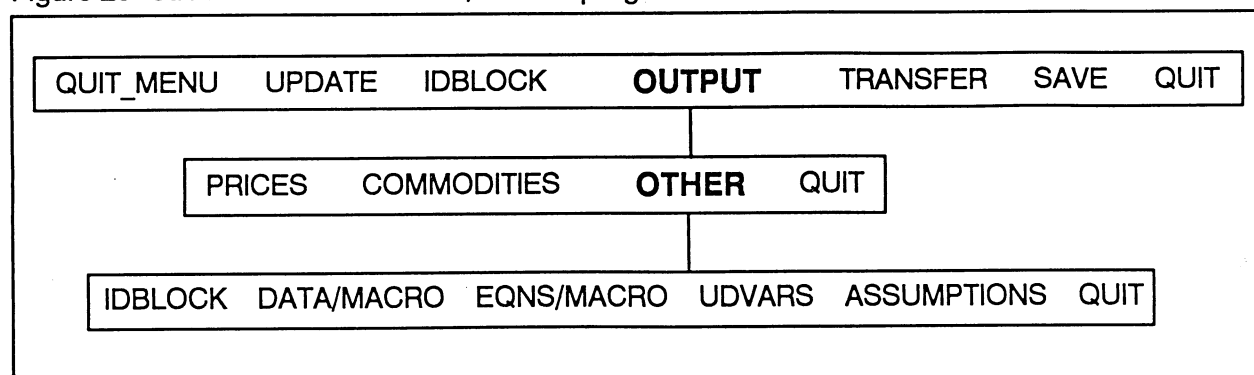 QUIT_MENU UPDATE IDBLOCK OUTPUT TRANSFER SAVE QUIT
PRICES COMMODITIES OTHER QUIT
IDBLOCK DATA/MACRO EQNS/MACRO UDVARS ASSUMPTIONS QUIT